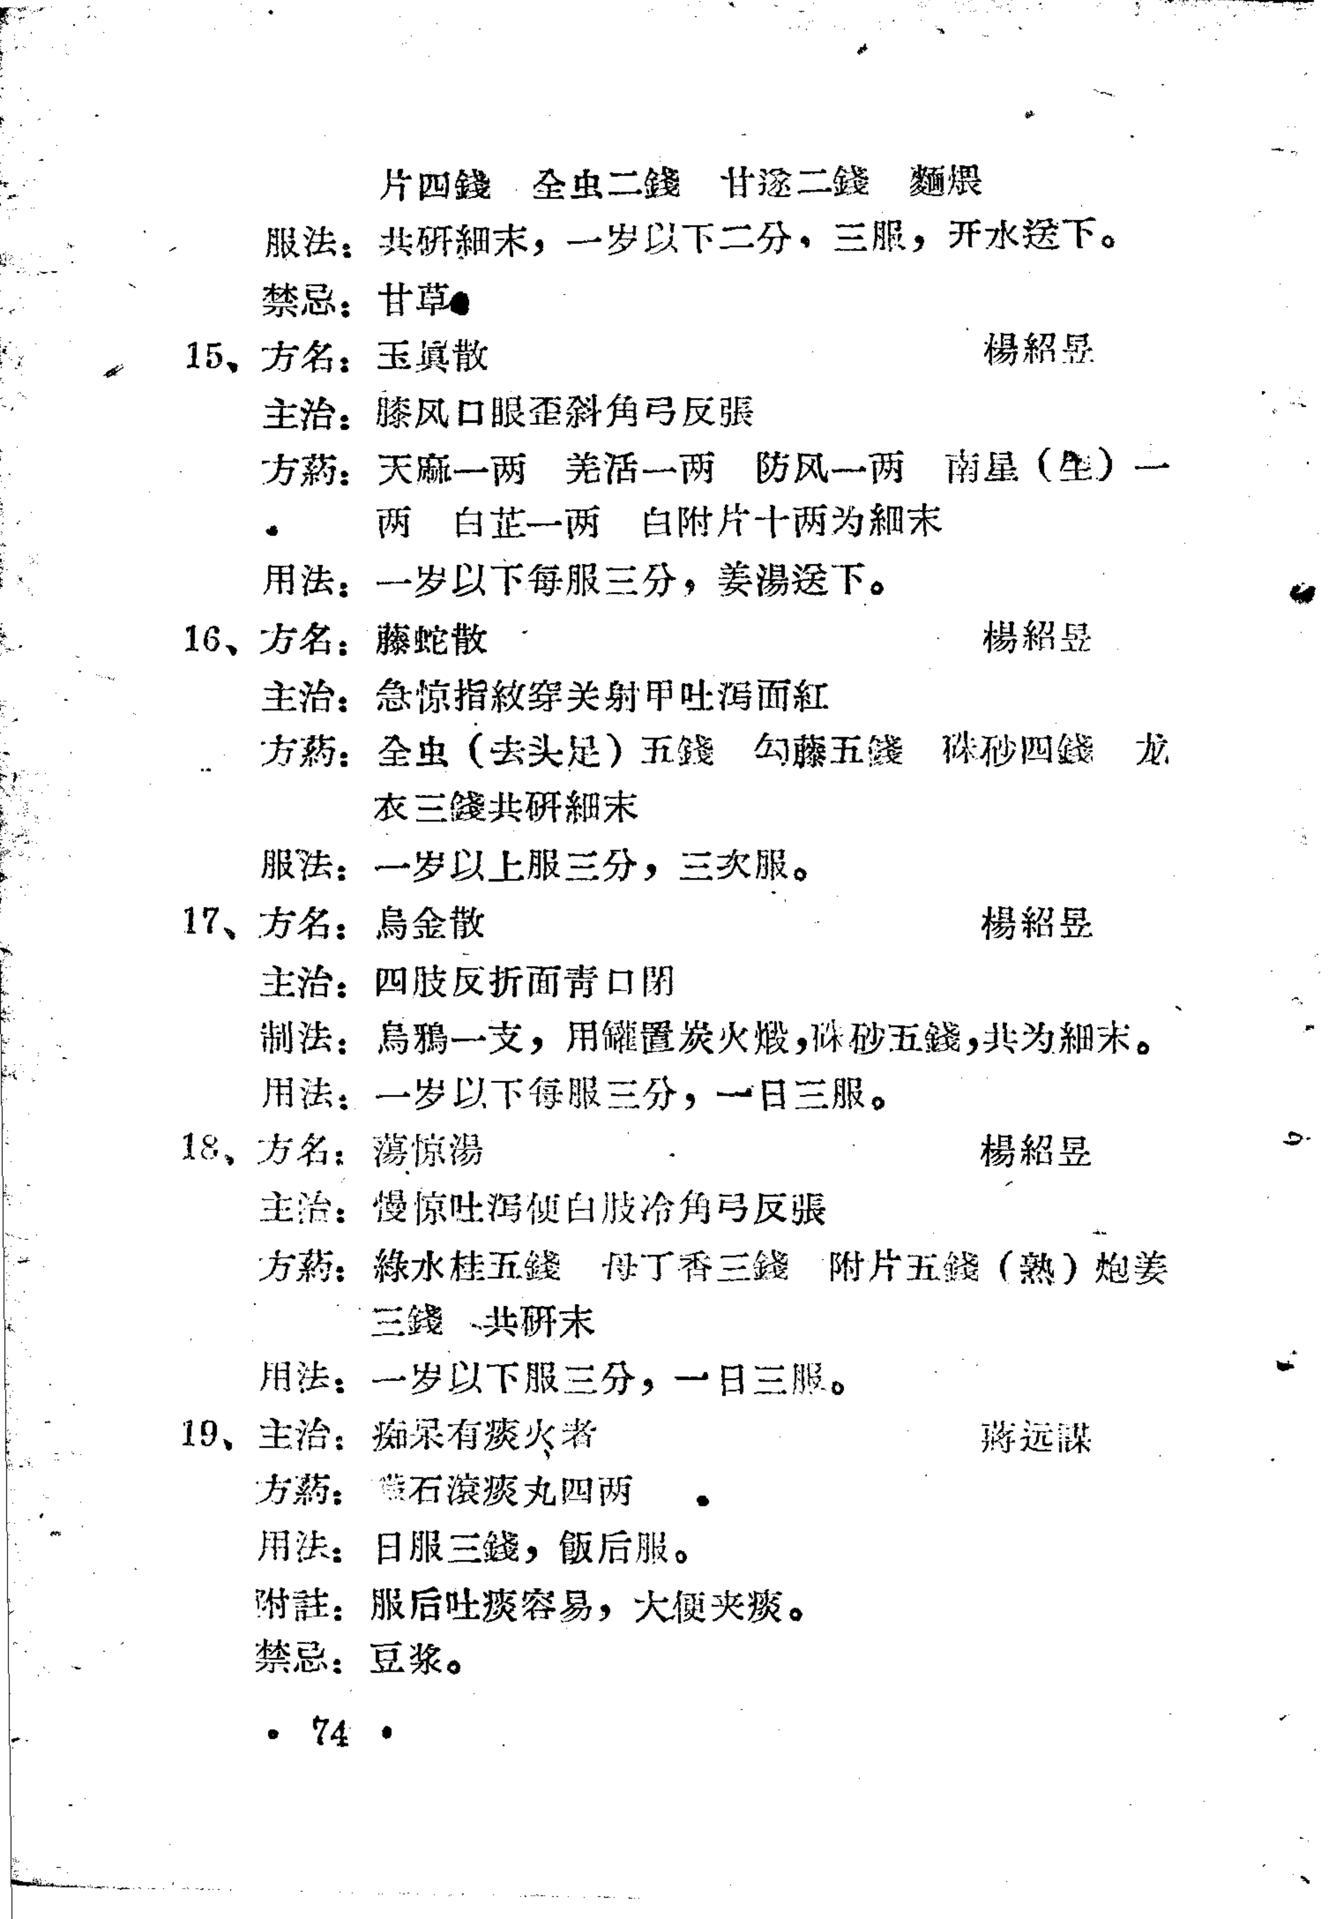 片四錢　全虫二錢　甘遂二錢　麵煨
服法：共研細末，一岁以下二分，三服，开水送下。
禁忌：甘草。
15、方名：玉眞散　楊紹昱
主治：膝风口眼歪斜角弓反張
方葯：天麻一两　羌活一两　防风一两　南星（生）一
两　白芷一两　白附片十两为細末
用法：一岁以下每服三分，姜湯送下。
16、方名：藤蛇散　楊紹昱
主治：急惊指紋穿关射甲吐泻面紅
方葯：全虫（去头足）五錢　勾藤五錢　硃砂四錢　龙
衣三錢共研細末
服法：一岁以上服三分，三次服。
17、方名：烏金散　楊紹昱
主治：四肢反折面青口閉
制法：烏鴉一支，用罐置炭火煅，硃砂五錢，共为細末。
用法：一岁以下每服三分，一日三服。
18、方名：蕩惊湯　楊紹昱
主治：慢惊吐泻便白肢冷角弓反張
方葯：綠水桂五錢　母丁香三錢　附片五錢（熟）炮姜
三錢　共研末
用法：一岁以下服三分，一日三服。
19、主治：痴呆有痰火者　蔣远謀
方葯：石滾痰丸四两
用法：日服三錢，飯后服。
附註：服后吐痰容易，大便夹痰。
禁忌：豆浆。
• 74 •